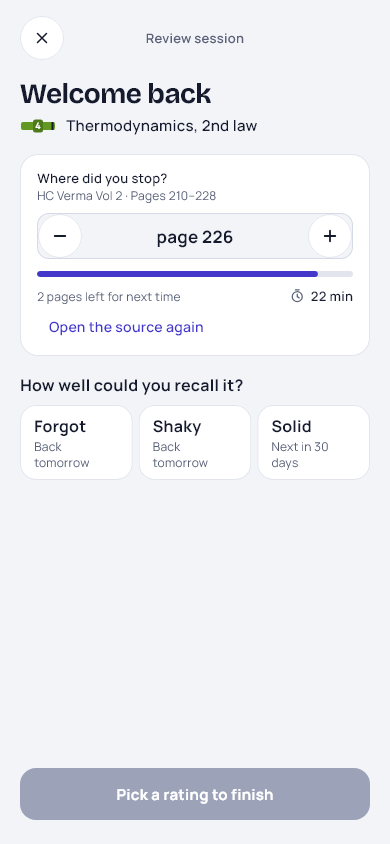 Review session
Welcome back
4 Thermodynamics, 2nd law
Where did you stop?
HC Verma Vol 2 · Pages 210–228
page 226
2 pages left for next time 22 min
Open the source again
How well could you recall it?
Forgot
Back tomorrow
Shaky
Back tomorrow
Solid
Next in 30 days
Pick a rating to finish